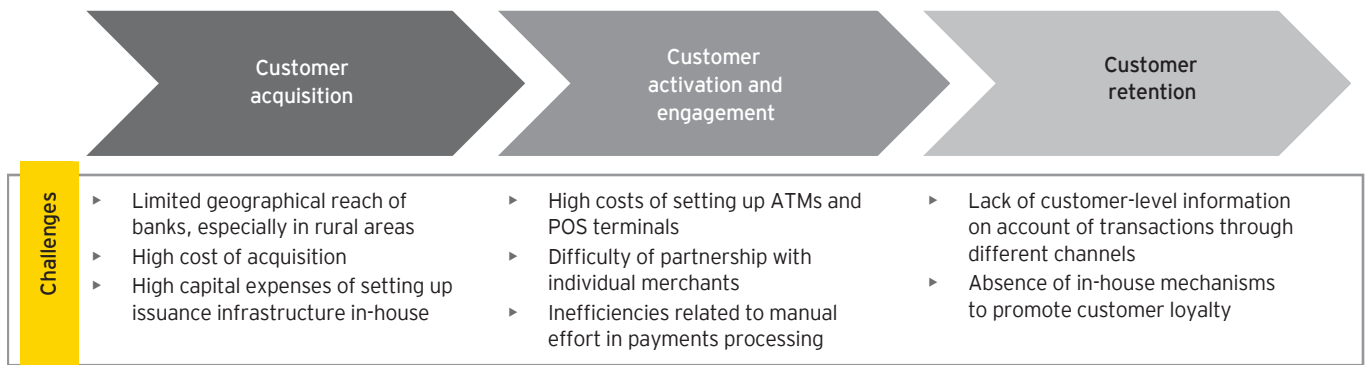 Customer
acquisition
Customer
activation and
engagement
Customer
retention
Challenges
▸ Limited geographical reach of
banks, especially in rural areas
▸ High cost of acquisition
▸ High capital expenses of setting up
issuance infrastructure in-house
▸ High costs of setting up ATMs and
POS terminals
▸ Difficulty of partnership with
individual merchants
▸ Inefficiencies related to manual
effort in payments processing
▸ Lack of customer-level information
on account of transactions through
different channels
▸ Absence of in-house mechanisms
to promote customer loyalty